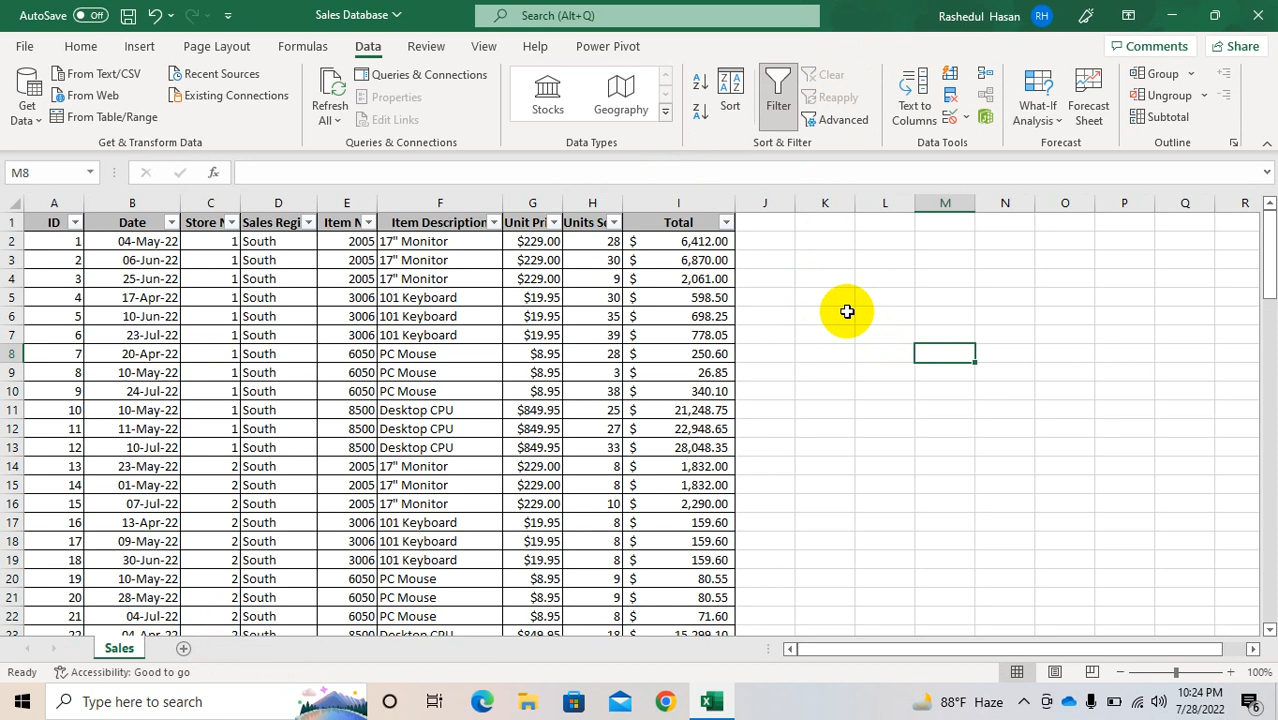 AutoSave Off Sales Database Search (Alt+Q) Rashedul Hasan RH
File Home Insert Page Layout Formulas Data Review View Help Power Pivot Comments Share
Get Data From Text/CSV From Web From Table/Range Recent Sources Existing Connections
Refresh All Queries & Connections Properties Edit Links
Stocks Geography
Sort Filter Clear Reapply Advanced
Text to Columns What-If Analysis Forecast Sheet Group Ungroup Subtotal
Get & Transform Data Queries & Connections Data Types Sort & Filter Data Tools Forecast Outline
M8 fx
A B C D E F G H I J K L M N O P Q R
1 ID Date Store N Sales Regi Item N Item Description Unit Pri Units So Total
2 1 04-May-22 1 South 2005 17" Monitor $229.00 28 $ 6,412.00
3 2 06-Jun-22 1 South 2005 17" Monitor $229.00 30 $ 6,870.00
4 3 25-Jun-22 1 South 2005 17" Monitor $229.00 9 $ 2,061.00
5 4 17-Apr-22 1 South 3006 101 Keyboard $19.95 30 $ 598.50
6 5 10-Jun-22 1 South 3006 101 Keyboard $19.95 35 $ 698.25
7 6 23-Jul-22 1 South 3006 101 Keyboard $19.95 39 $ 778.05
8 7 20-Apr-22 1 South 6050 PC Mouse $8.95 28 $ 250.60
9 8 10-May-22 1 South 6050 PC Mouse $8.95 3 $ 26.85
10 9 24-Jul-22 1 South 6050 PC Mouse $8.95 38 $ 340.10
11 10 10-May-22 1 South 8500 Desktop CPU $849.95 25 $ 21,248.75
12 11 11-May-22 1 South 8500 Desktop CPU $849.95 27 $ 22,948.65
13 12 10-Jul-22 1 South 8500 Desktop CPU $849.95 33 $ 28,048.35
14 13 23-May-22 2 South 2005 17" Monitor $229.00 8 $ 1,832.00
15 14 01-May-22 2 South 2005 17" Monitor $229.00 8 $ 1,832.00
16 15 07-Jul-22 2 South 2005 17" Monitor $229.00 10 $ 2,290.00
17 16 13-Apr-22 2 South 3006 101 Keyboard $19.95 8 $ 159.60
18 17 09-May-22 2 South 3006 101 Keyboard $19.95 8 $ 159.60
19 18 30-Jun-22 2 South 3006 101 Keyboard $19.95 8 $ 159.60
20 19 10-May-22 2 South 6050 PC Mouse $8.95 9 $ 80.55
21 20 28-May-22 2 South 6050 PC Mouse $8.95 9 $ 80.55
22 21 04-Jul-22 2 South 6050 PC Mouse $8.95 8 $ 71.60
23 22 04-Apr-22 2 South 8500 Desktop CPU $849.95 18 $ 15,299.10
Sales
Ready Accessibility: Good to go 100%
Type here to search 88°F Haze 10:24 PM
7/28/2022 6